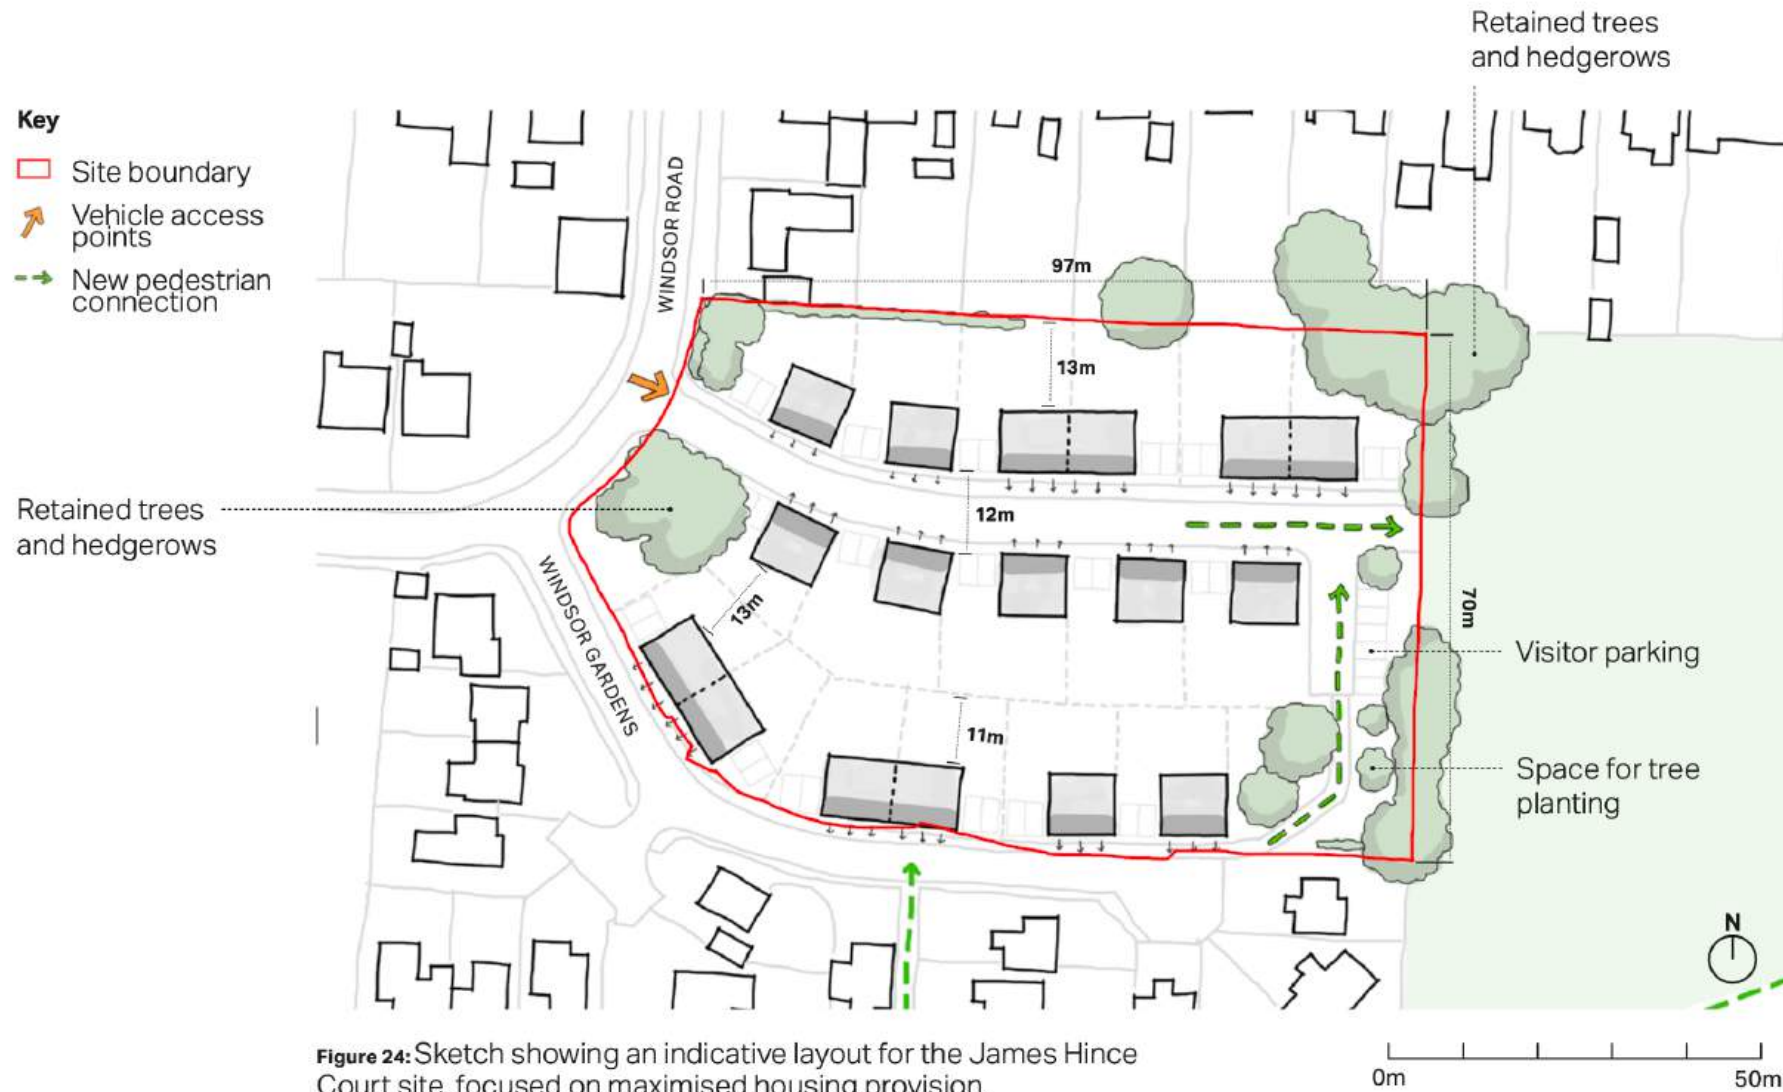 Retained trees
and hedgerows
Key
Site boundary
Vehicle access
points
New pedestrian
connection
WINDSOR ROAD
97m
13m
12m
Retained trees
and hedgerows
WINDSOR GARDENS
13m
70m
Visitor parking
11m
Space for tree
planting
N
Figure 24: Sketch showing an indicative layout for the James Hince
Court site, focused on maximised housing provision.
0m
50m